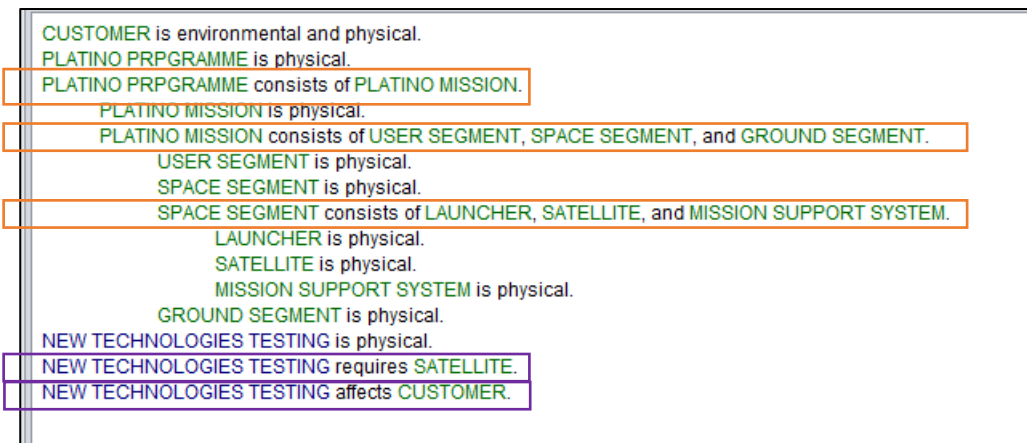 CUSTOMER is environmental and physical.
PLATINO PRPGRAMME is physical.
PLATINO PRPGRAMME consists of PLATINO MISSION.
PLATINO MISSION is physical.
PLATINO MISSION consists of USER SEGMENT, SPACE SEGMENT, and GROUND SEGMENT.
USER SEGMENT is physical.
SPACE SEGMENT is physical.
SPACE SEGMENT consists of LAUNCHER, SATELLITE, and MISSION SUPPORT SYSTEM.
LAUNCHER is physical.
SATELLITE is physical.
MISSION SUPPORT SYSTEM is physical.
GROUND SEGMENT is physical.
NEW TECHNOLOGIES TESTING is physical.
NEW TECHNOLOGIES TESTING requires SATELLITE.
NEW TECHNOLOGIES TESTING affects CUSTOMER.